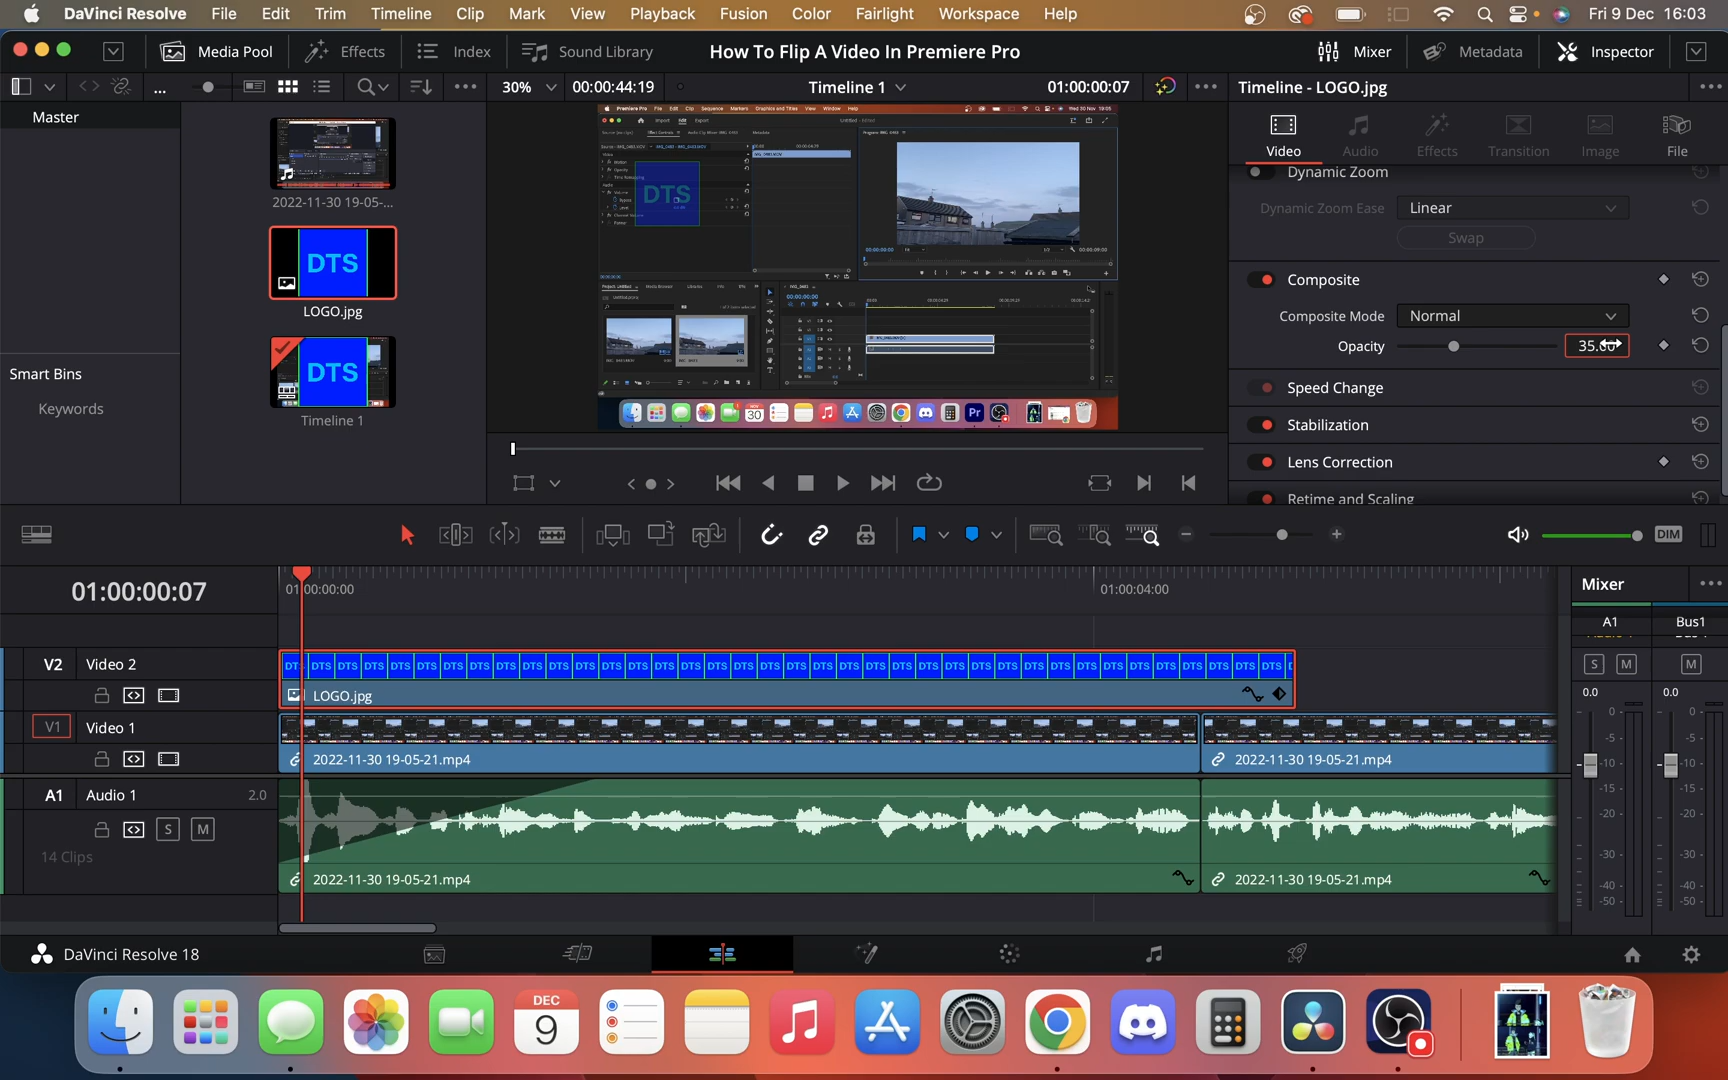 DaVinci Resolve File Edit Trim Timeline Clip Mark View Playback Fusion Color Fairlight Workspace Help Fri 9 Dec 16:03
Media Pool Effects Index Sound Library How To Flip A Video In Premiere Pro Mixer Metadata Inspector
30% 00:00:44:19 Timeline 1 01:00:00:07 Timeline - LOGO.jpg
Master
Video Audio Effects Transition Image File
2022-11-30 19-05-...
DTS
LOGO.jpg
DTS
Timeline 1
Smart Bins
Keywords
DTS
Dynamic Zoom
Dynamic Zoom Ease Linear
Swap
Composite
Composite Mode Normal
Opacity
Speed Change
Stabilization
Lens Correction
Retime and Scaling
DIM
01:00:00:07
01:00:00:00
01:00:04:00
Mixer
A1 Bus1
V2 Video 2
LOGO.jpg
V1 Video 1
2022-11-30 19-05-21.mp4
2022-11-30 19-05-21.mp4
A1 Audio 1 2.0
S M
14 Clips
2022-11-30 19-05-21.mp4
2022-11-30 19-05-21.mp4
S M M
0.0 0.0
DaVinci Resolve 18
DEC
9